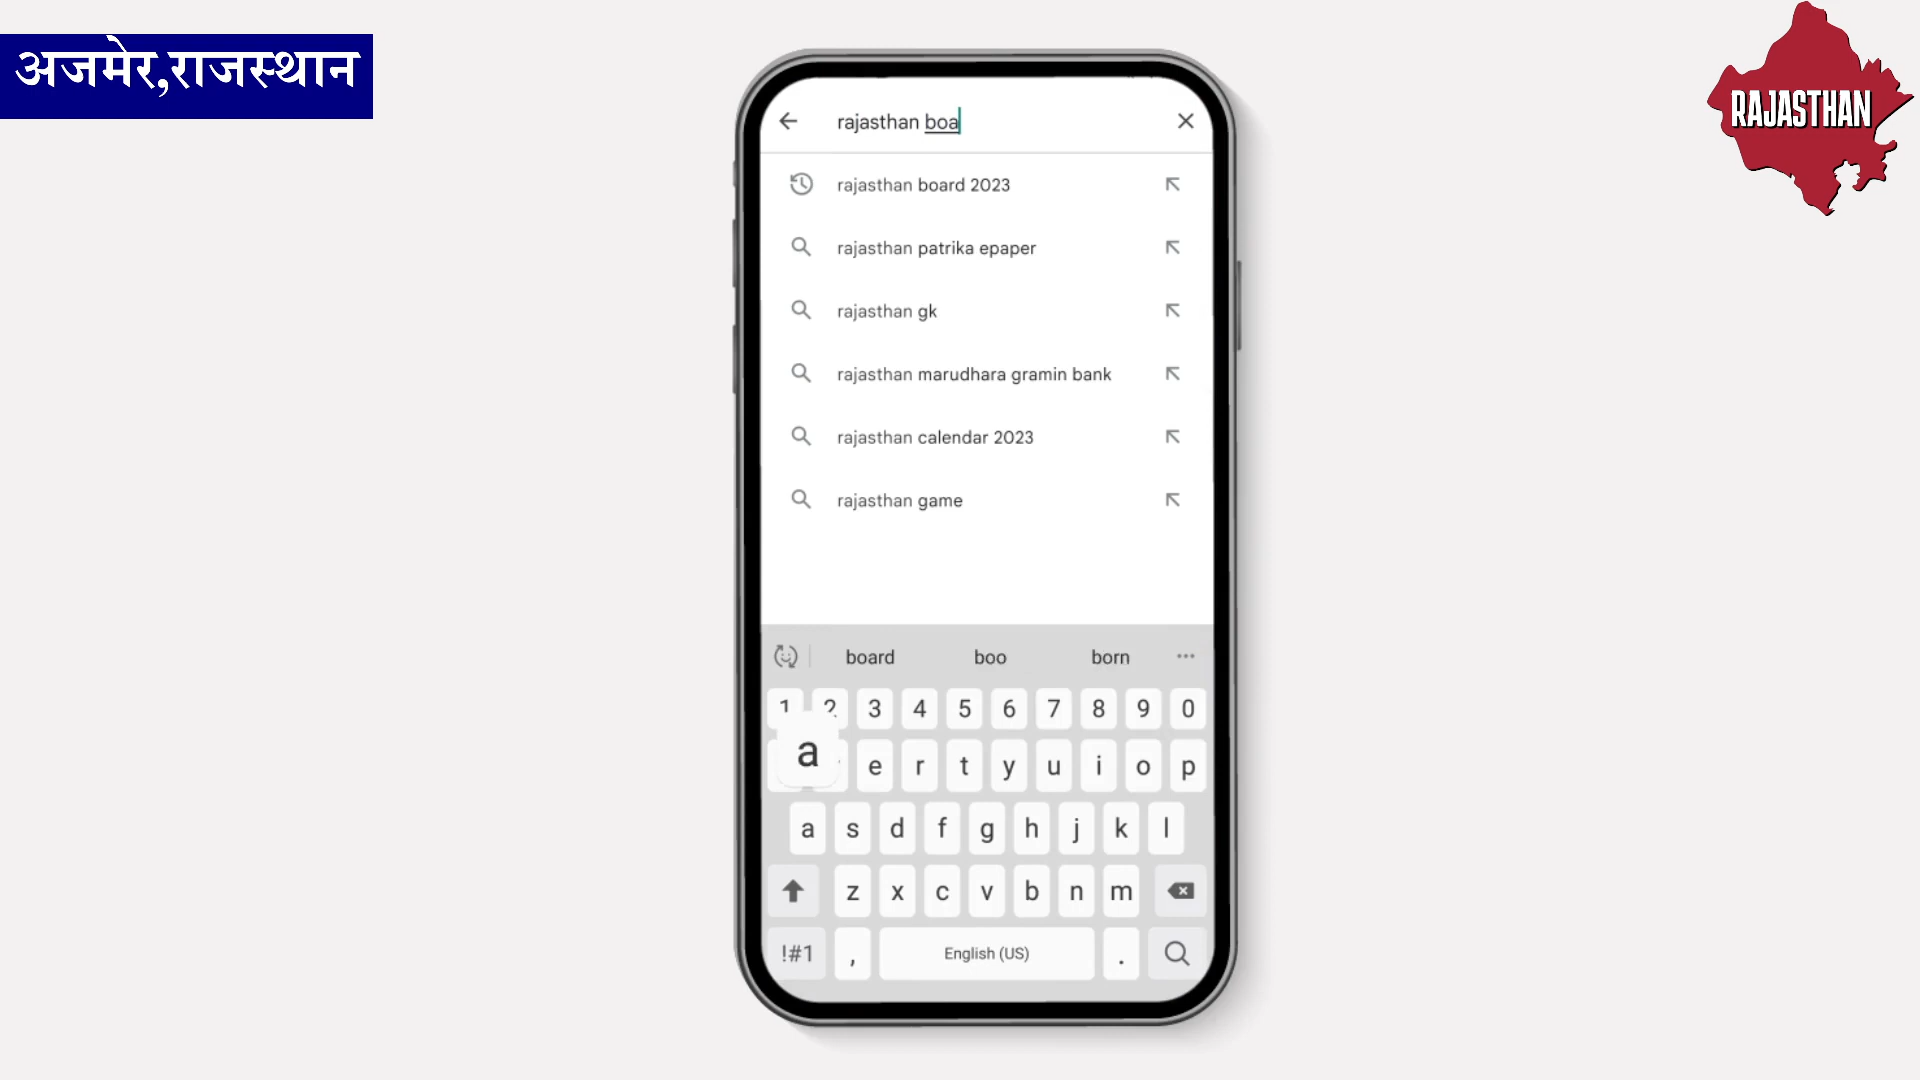 अजमेर,राजस्थान
RAJASTHAN
rajasthan boa
rajasthan board 2023
rajasthan patrika epaper
rajasthan gk
rajasthan marudhara gramin bank
rajasthan calendar 2023
rajasthan game
board boo born
1 2 3 4 5 6 7 8 9 0
a e r t y u i o p
a s d f g h j k l
z x c v b n m
!#1 , English (US) .